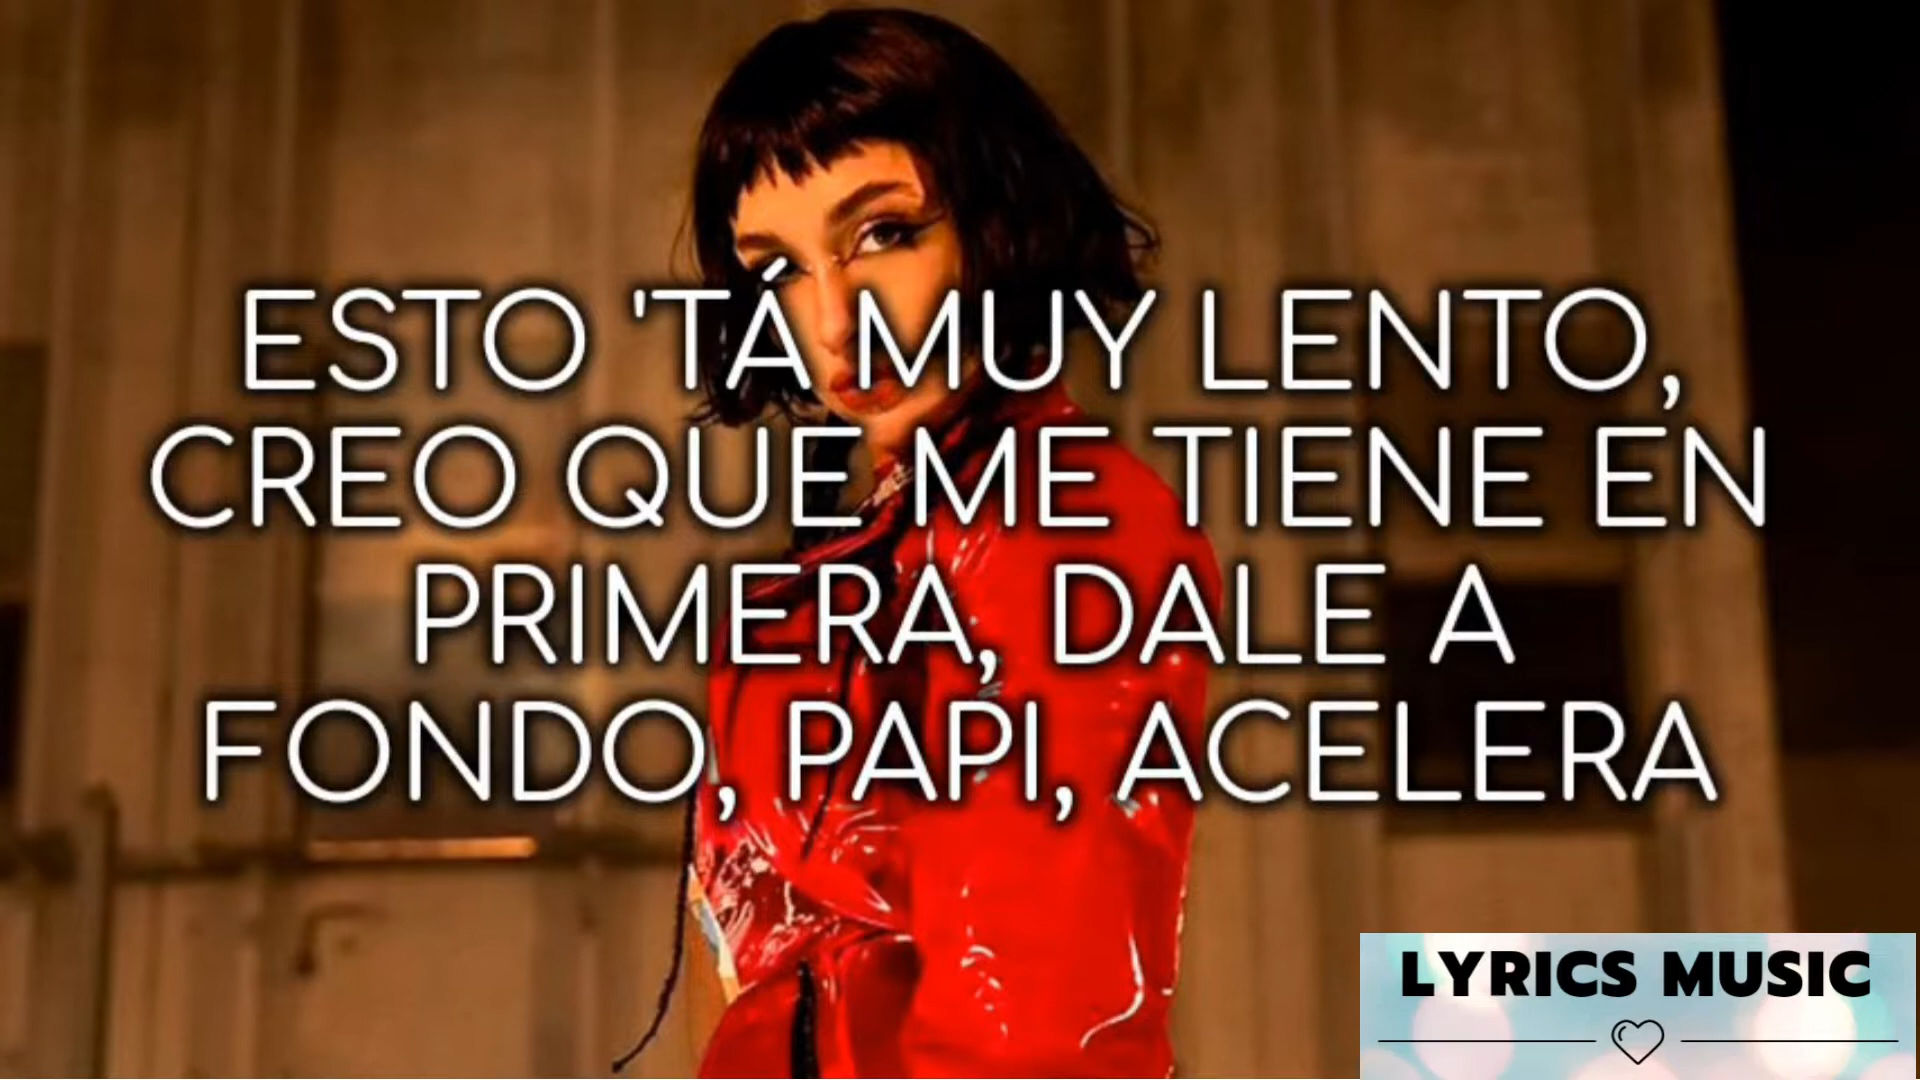 ESTO 'TÁ MUY LENTO,
CREO QUE ME TIENE EN
PRIMERA, DALE A
FONDO, PAPI, ACELERA
LYRICS MUSIC